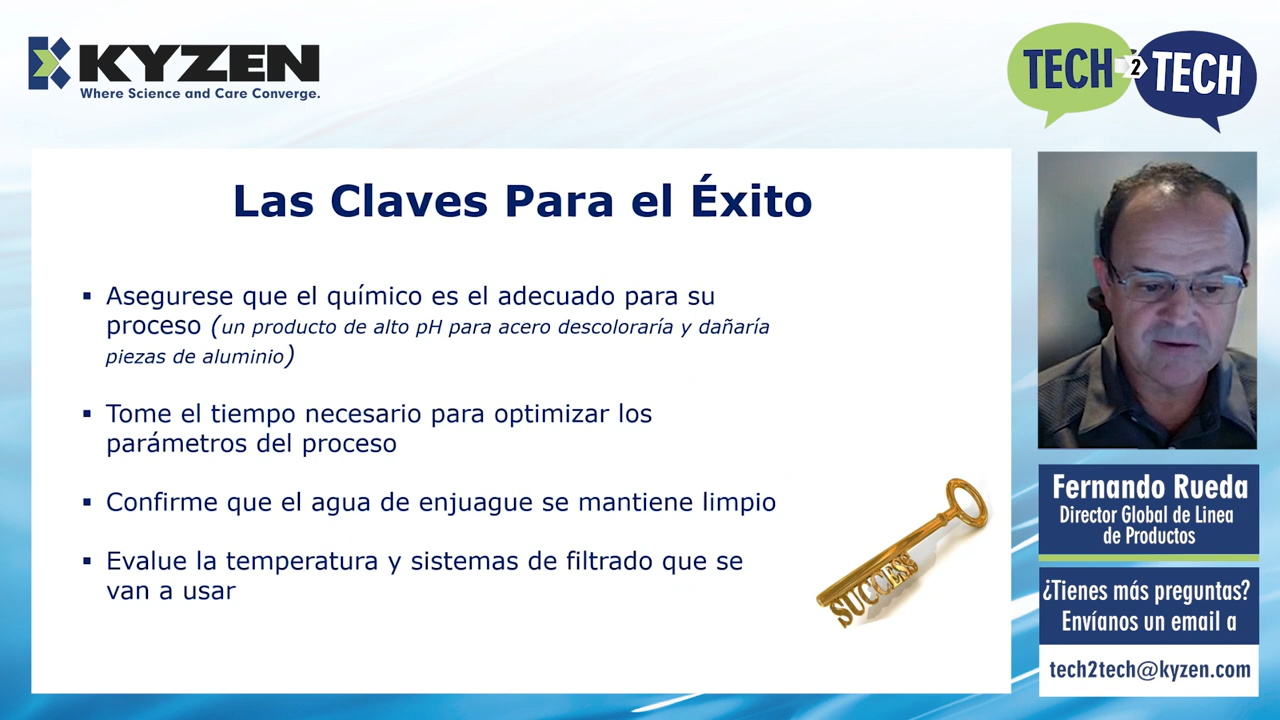 KYZEN
Where Science and Care Converge.
TECH 2 TECH
Las Claves Para el Éxito
▪ Asegurese que el químico es el adecuado para su
proceso (un producto de alto pH para acero descoloraría y dañaría
piezas de aluminio)
▪ Tome el tiempo necesario para optimizar los
parámetros del proceso
▪ Confirme que el agua de enjuague se mantiene limpio
▪ Evalue la temperatura y sistemas de filtrado que se
van a usar
SUCCESS
Fernando Rueda
Director Global de Linea
de Productos
¿Tienes más preguntas?
Envíanos un email a
tech2tech@kyzen.com